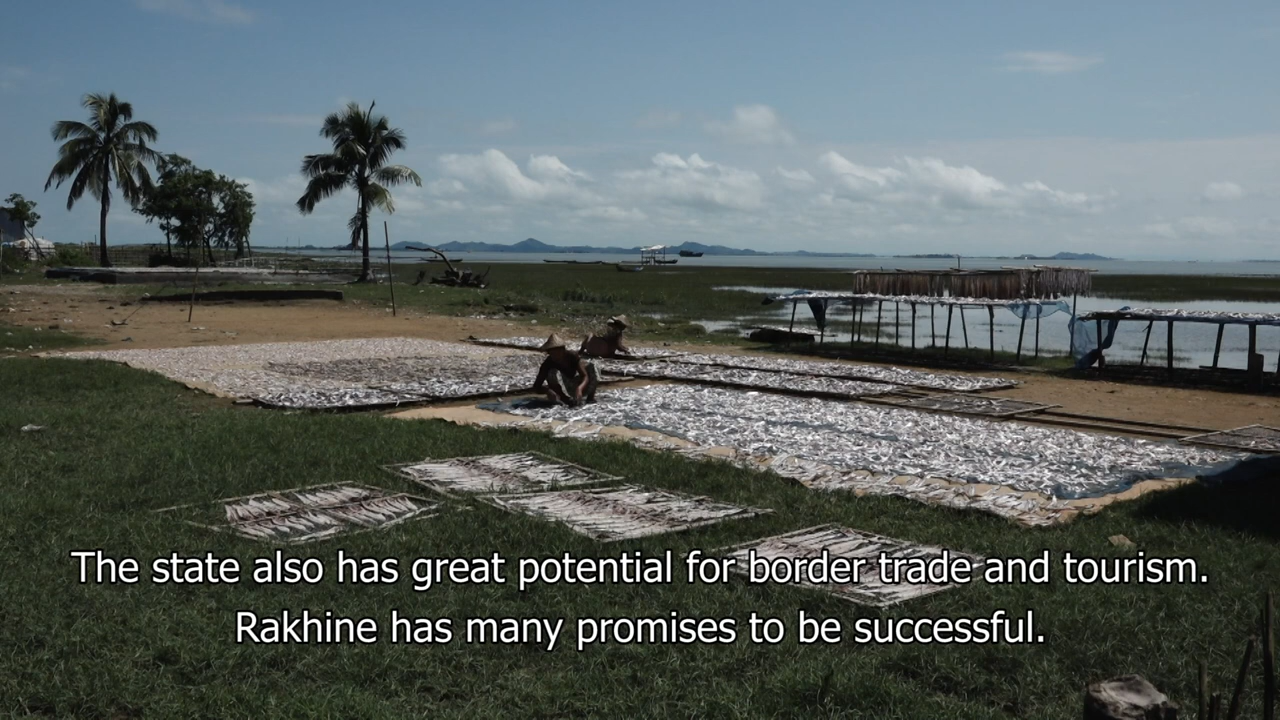 The state also has great potential for border trade and tourism.
Rakhine has many promises to be successful.